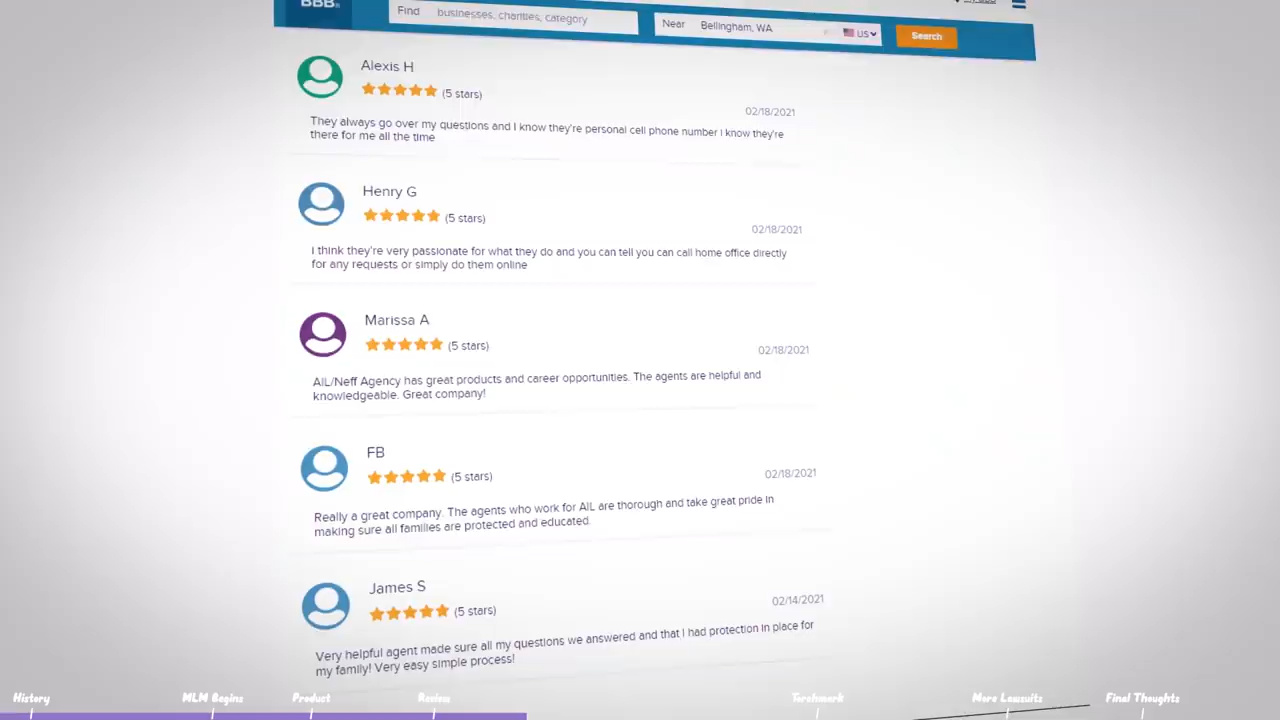 BBB®
Find businesses, charities, category
Near Bellingham, WA
US
Search
Alexis H
(5 stars)
02/18/2021
They always go over my questions and I know they're personal cell phone number I know they're
there for me all the time
Henry G
(5 stars)
02/18/2021
I think they're very passionate for what they do and you can tell you can call home office directly
for any requests or simply do them online
Marissa A
(5 stars)
02/18/2021
AIL/Neff Agency has great products and career opportunities. The agents are helpful and
knowledgeable. Great company!
FB
(5 stars)
02/18/2021
Really a great company. The agents who work for AIL are thorough and take great pride in
making sure all families are protected and educated.
James S
(5 stars)
02/14/2021
Very helpful agent made sure all my questions we answered and that I had protection in place for
my family! Very easy simple process!
History MLM Begins Product Review Torchmark More Lawsuits Final Thoughts